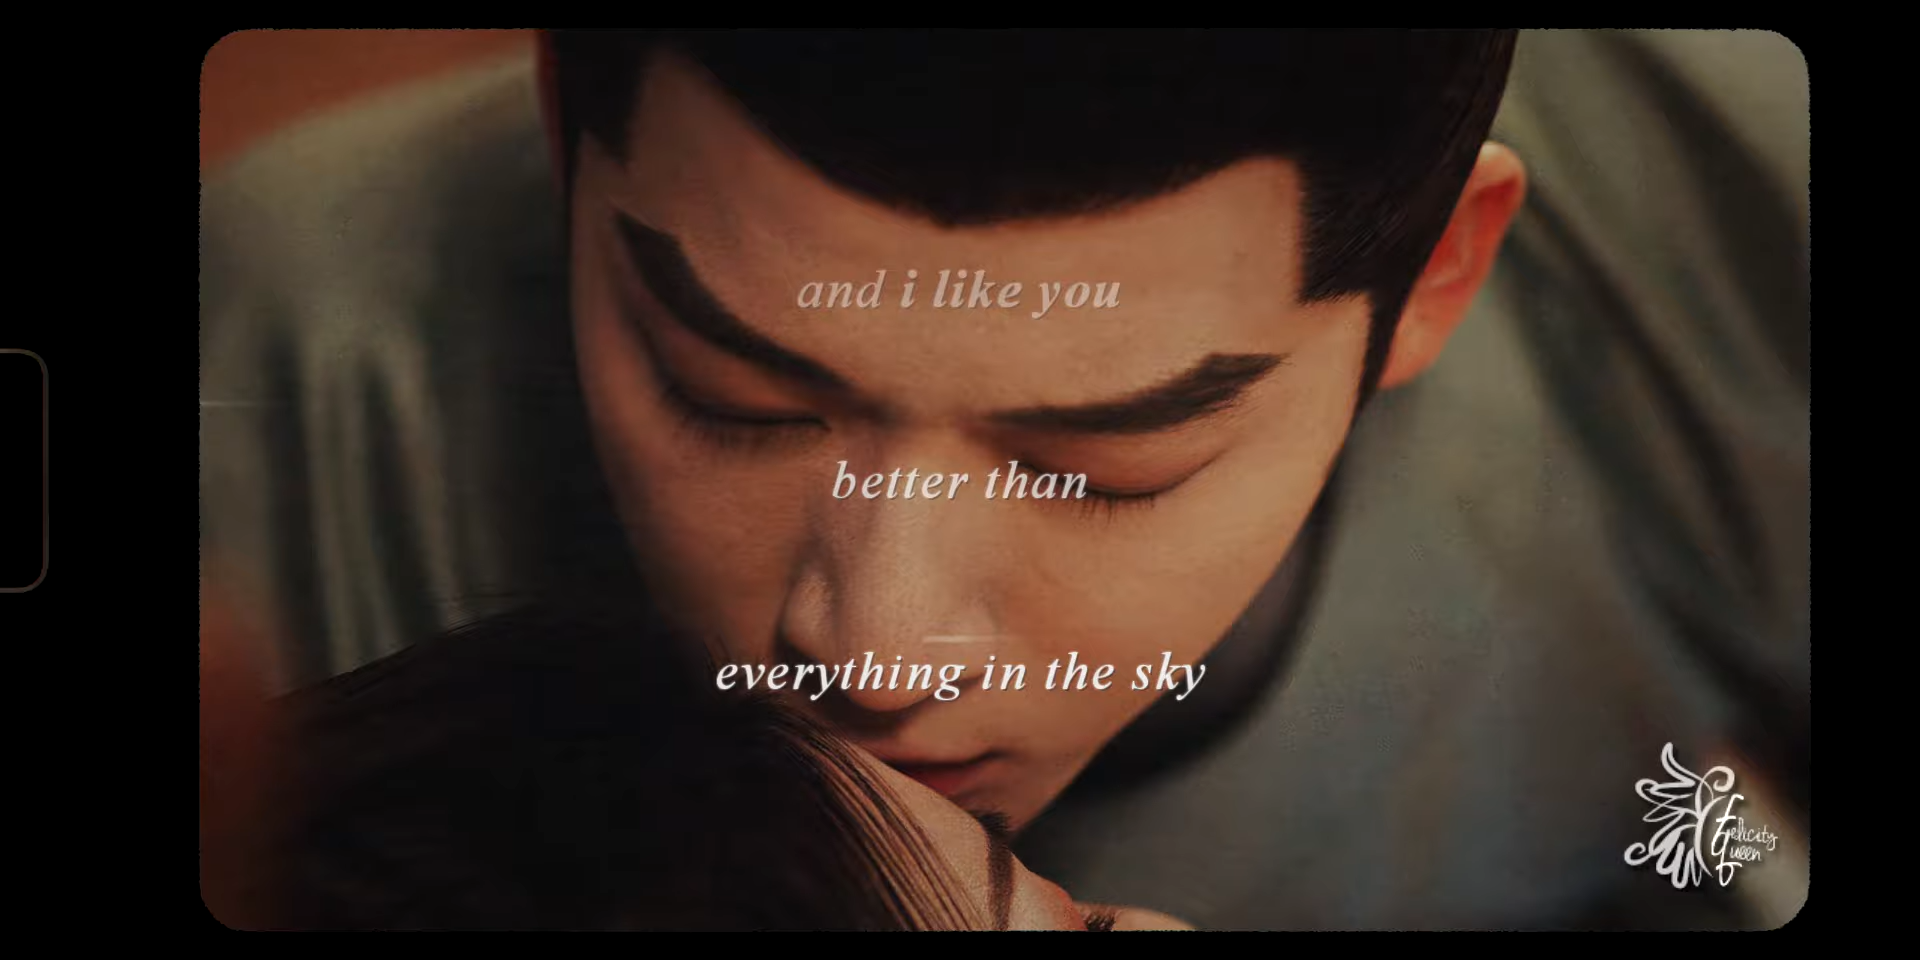 and i like you
better than
everything in the sky
Felicity
Queen